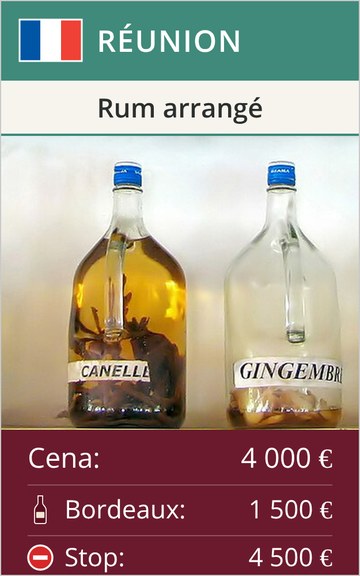 RÉUNION
Rum arrangé
CANELLE
GINGEMBRE
Cena: 4 000 €
Bordeaux: 1 500 €
Stop: 4 500 €